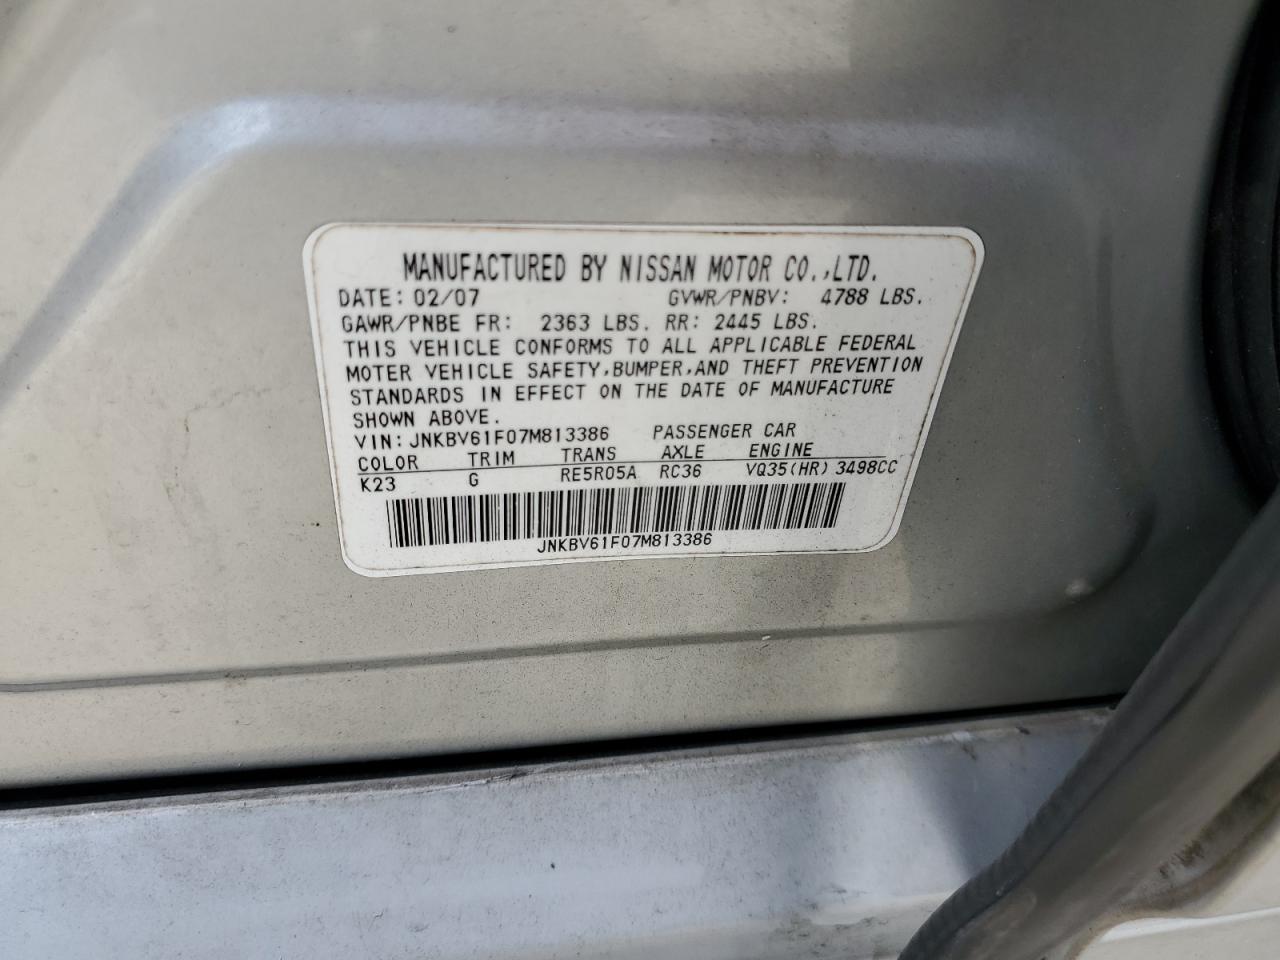 MANUFACTURED BY NISSAN MOTOR CO.,LTD.
DATE: 02/07 GVWR/PNBV: 4788 LBS.
GAWR/PNBE FR: 2363 LBS. RR: 2445 LBS.
THIS VEHICLE CONFORMS TO ALL APPLICABLE FEDERAL
MOTER VEHICLE SAFETY,BUMPER,AND THEFT PREVENTION
STANDARDS IN EFFECT ON THE DATE OF MANUFACTURE
SHOWN ABOVE.
VIN: JNKBV61F07M813386 PASSENGER CAR
COLOR TRIM TRANS AXLE ENGINE
K23 G RE5R05A RC36 VQ35(HR) 3498CC
JNKBV61F07M813386